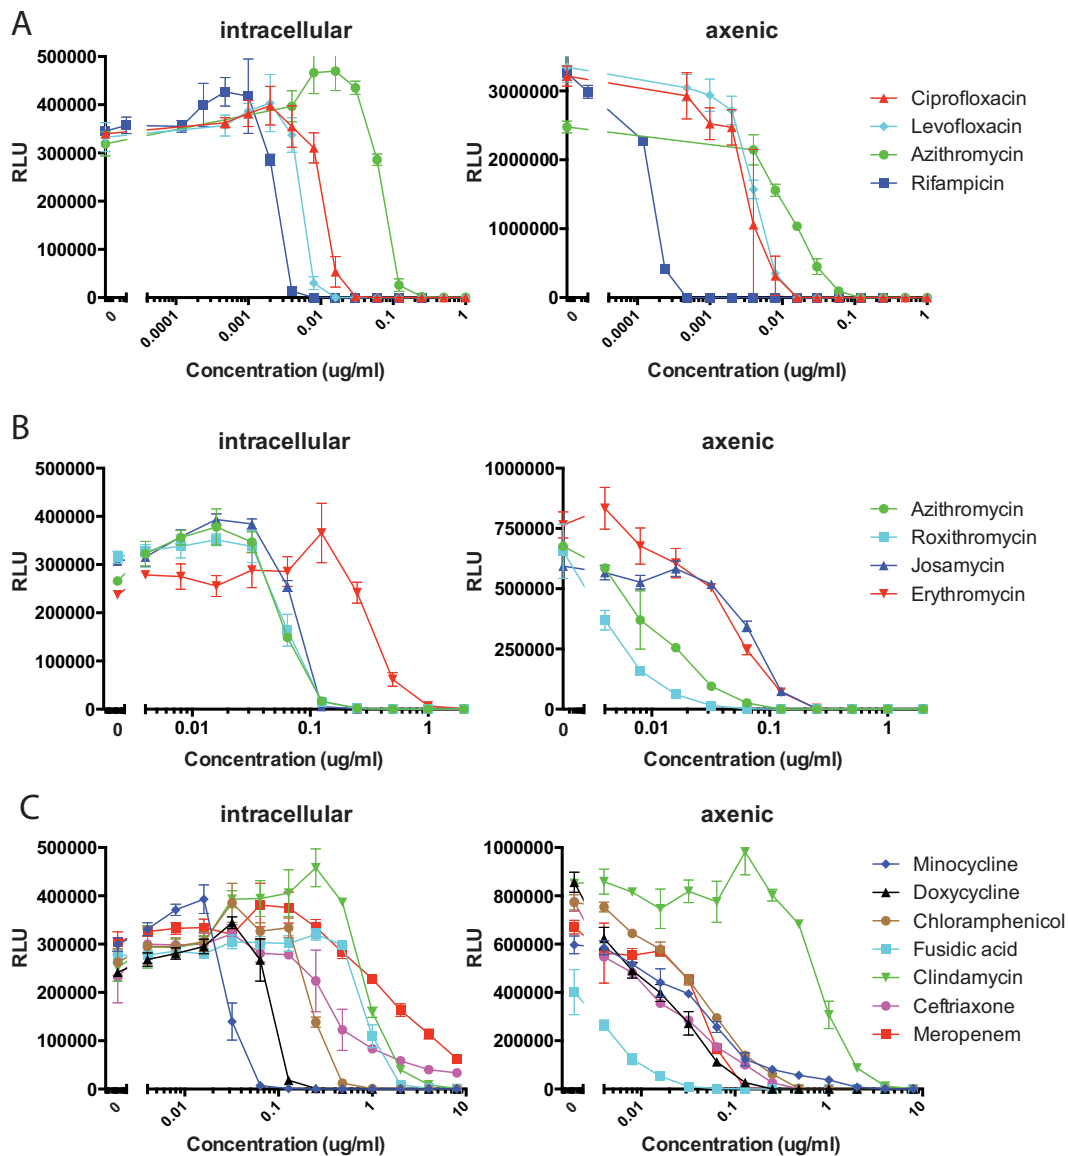 A
intracellular
axenic
500000
400000
300000
200000
100000
0
RLU
0
0.0001
0.001
0.01
0.1
1
Concentration (ug/ml)
3000000
2000000
1000000
0
RLU
0
0.0001
0.001
0.01
0.1
1
Concentration (ug/ml)
Ciprofloxacin
Levofloxacin
Azithromycin
Rifampicin
B
intracellular
axenic
500000
400000
300000
200000
100000
0
RLU
0
0.01
0.1
1
Concentration (ug/ml)
1000000
750000
500000
250000
0
RLU
0
0.01
0.1
1
Concentration (ug/ml)
Azithromycin
Roxithromycin
Josamycin
Erythromycin
C
intracellular
axenic
500000
400000
300000
200000
100000
0
RLU
0
0.01
0.1
1
10
Concentration (ug/ml)
1000000
800000
600000
400000
200000
0
RLU
0
0.01
0.1
1
10
Concentration (ug/ml)
Minocycline
Doxycycline
Chloramphenicol
Fusidic acid
Clindamycin
Ceftriaxone
Meropenem